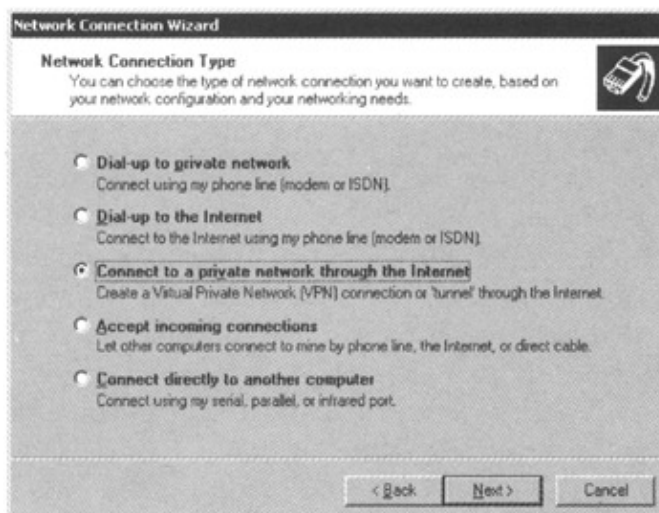 Network Connection Wizard
Network Connection Type
You can choose the type of network connection you want to create, based on
your network configuration and your networking needs.
Dial-up to private network
Connect using my phone line (modem or ISDN).
Dial-up to the Internet
Connect to the Internet using my phone line (modem or ISDN).
Connect to a private network through the Internet
Create a Virtual Private Network (VPN) connection or 'tunnel' through the Internet.
Accept incoming connections
Let other computers connect to mine by phone line, the Internet, or direct cable.
Connect directly to another computer
Connect using my serial, parallel, or infrared port.
< Back
Next >
Cancel